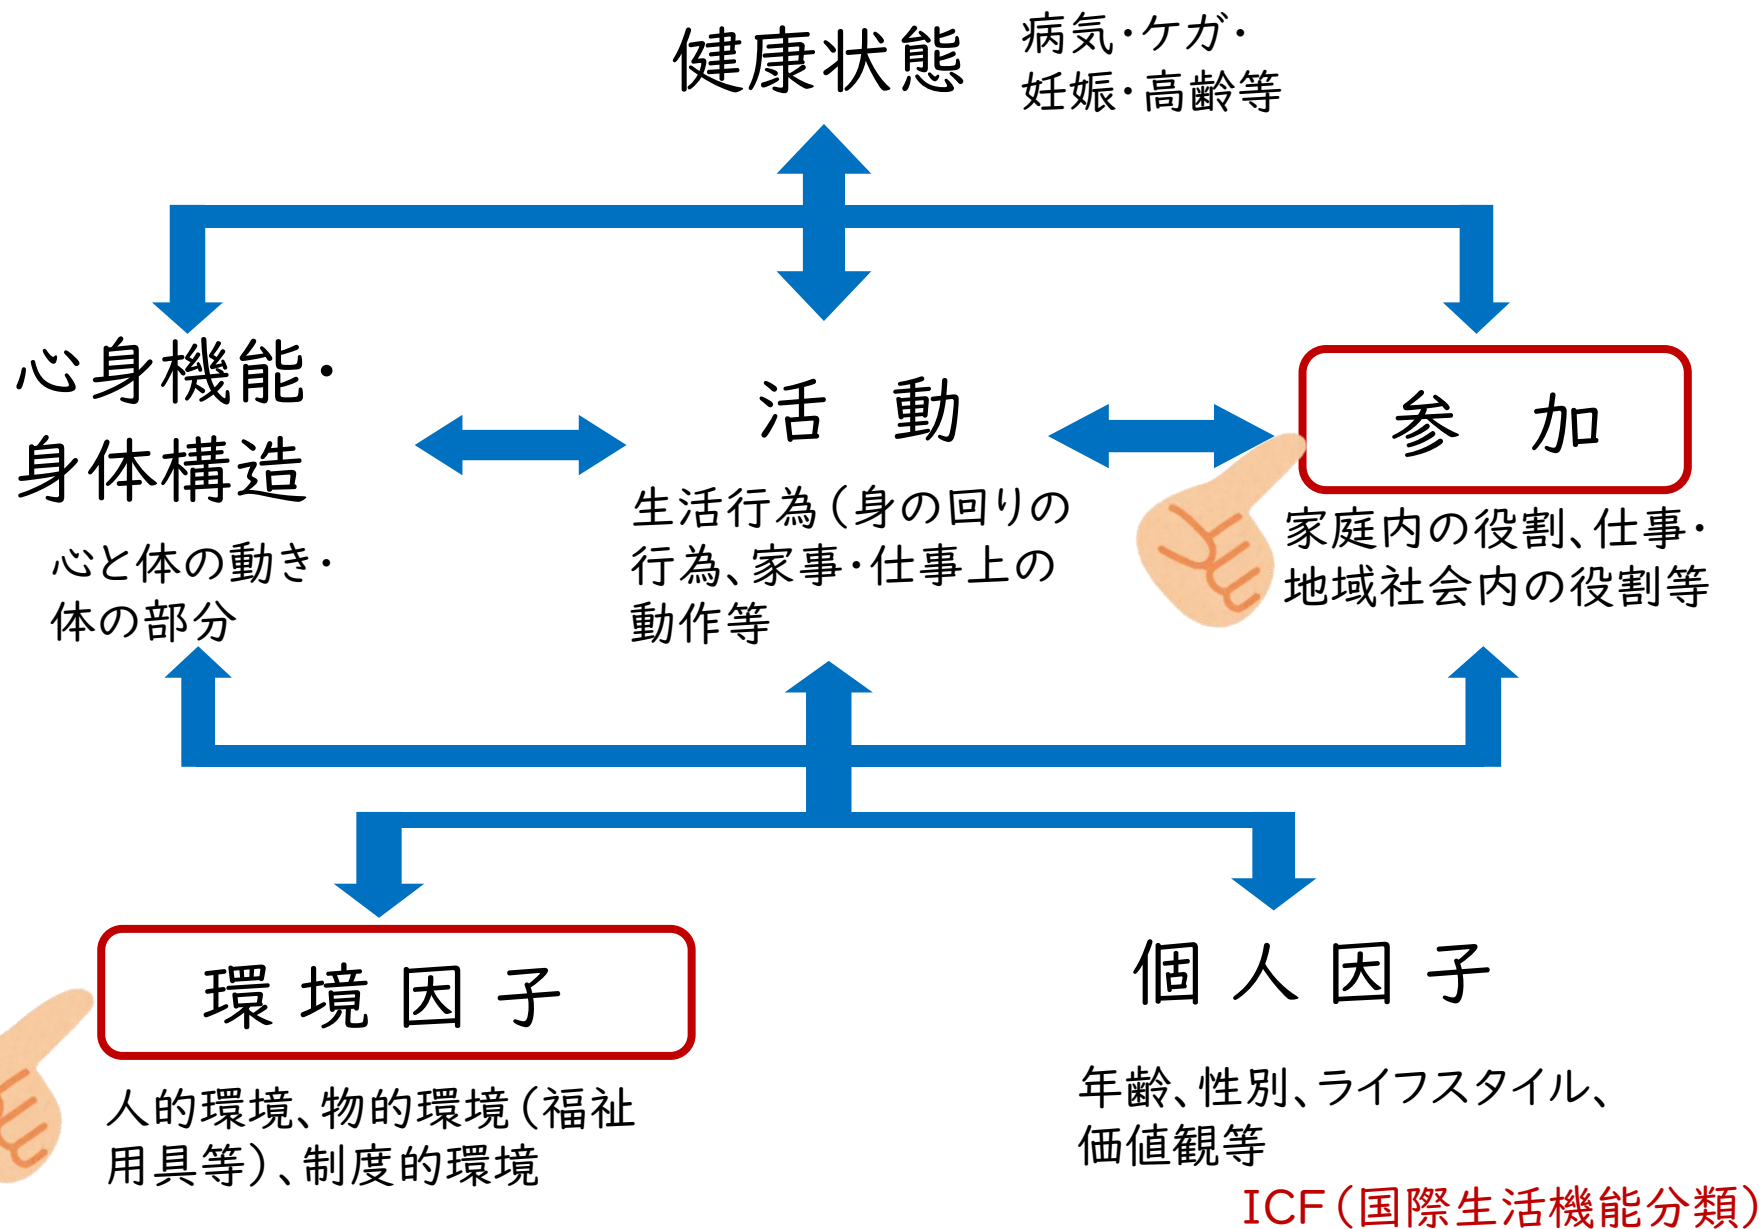 健康状態
病気・ケガ・
妊娠・高齢等
心身機能・
身体構造
心と体の動き・
体の部分
活　動
生活行為（身の回りの
行為、家事・仕事上の
動作等
参　加
家庭内の役割、仕事・
地域社会内の役割等
環境因子
人的環境、物的環境（福祉
用具等）、制度的環境
個人因子
年齢、性別、ライフスタイル、
価値観等
ICF（国際生活機能分類）